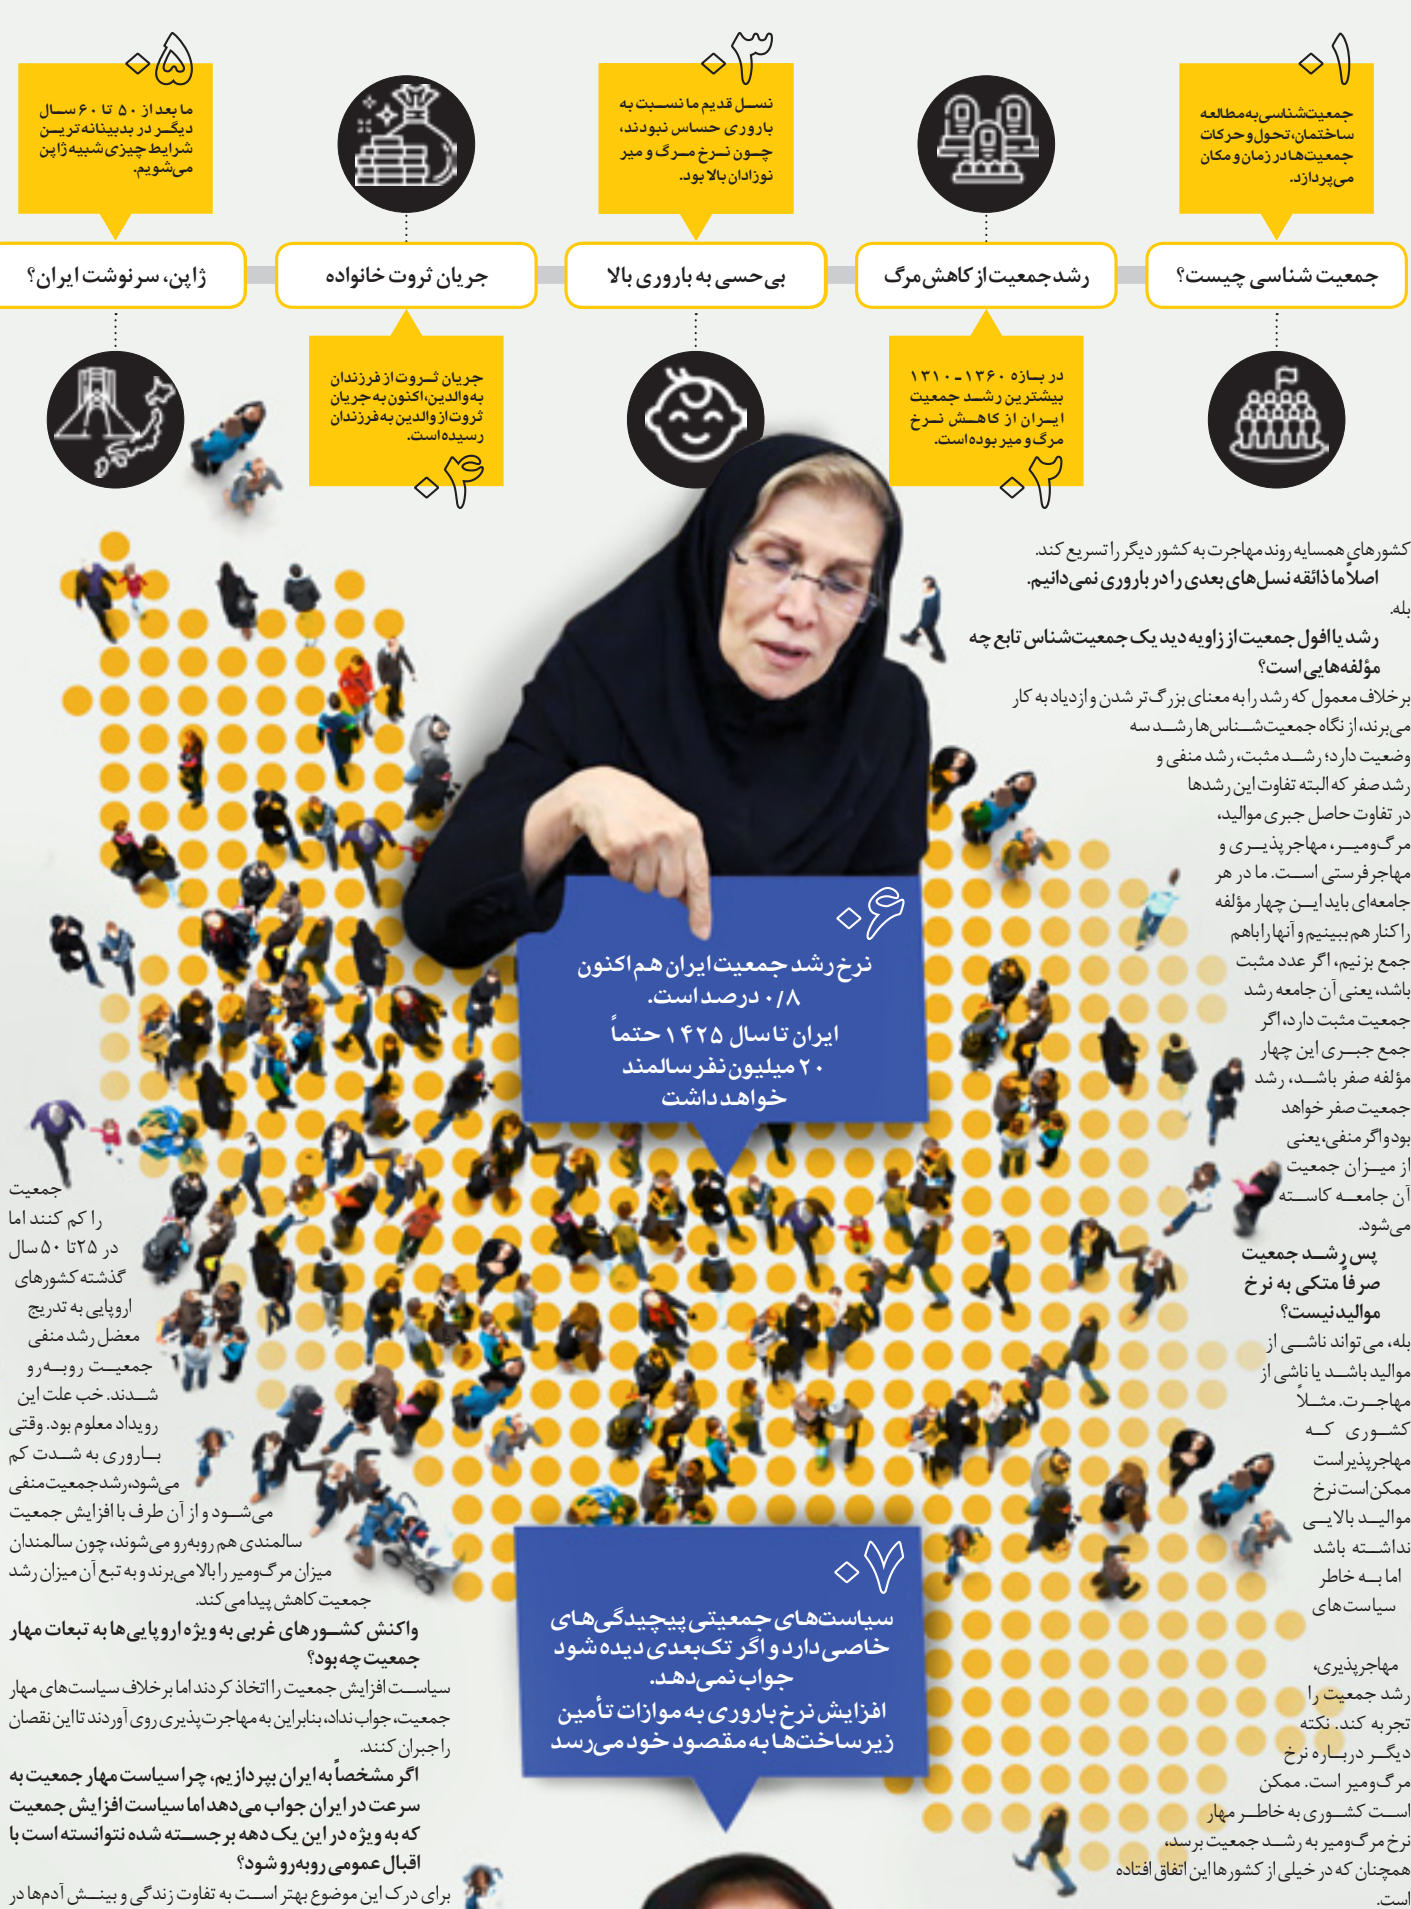 ۰۱
جمعیت‌شناسی به مطالعه
ساختمان، تحول و حرکات
جمعیت‌ها در زمان و مکان
می‌پردازد.
جمعیت شناسی چیست؟
رشد جمعیت از کاهش مرگ
در بازه ۱۳۶۰-۱۳۱۰
بیشترین رشد جمعیت
ایران از کاهش نرخ
مرگ و میر بوده است.
۰۲
۰۳
نسل قدیم ما نسبت به
باروری حساس نبودند،
چون نرخ مرگ و میر
نوزادان بالا بود.
بی‌حسی به باروری بالا
جریان ثروت خانواده
جریان ثروت از فرزندان
به والدین، اکنون به جریان
ثروت از والدین به فرزندان
رسیده است.
۰۴
۰۵
ما بعد از ۵۰ تا ۶۰ سال
دیگر در بدبینانه‌ترین
شرایط چیزی شبیه ژاپن
می‌شویم.
ژاپن، سرنوشت ایران؟
کشورهای همسایه روند مهاجرت به کشور دیگر را تسریع کند.
اصلاً ما ذائقه نسل‌های بعدی را در باروری نمی‌دانیم.
بله.
رشد یا افول جمعیت از زاویه دید یک جمعیت‌شناس تابع چه
مؤلفه‌هایی است؟
برخلاف معمول که رشد را به معنای بزرگ‌تر شدن و ازدیاد به کار
می‌برند، از نگاه جمعیت‌شناس‌ها رشد سه
وضعیت دارد؛ رشد مثبت، رشد منفی و
رشد صفر که البته تفاوت این رشدها
در تفاوت حاصل جبری موالید،
مرگ‌ومیر، مهاجرپذیری و
مهاجرفرستی است. ما در هر
جامعه‌ای باید این چهار مؤلفه
را کنار هم ببینیم و آنها را باهم
جمع بزنیم، اگر عدد مثبت
باشد، یعنی آن جامعه رشد
جمعیت مثبت دارد، اگر
جمع جبری این چهار
مؤلفه صفر باشد، رشد
جمعیت صفر خواهد
بود و اگر منفی، یعنی
از میزان جمعیت
آن جامعه کاسته
می‌شود.
پس رشد جمعیت
صرفاً متکی به نرخ
موالید نیست؟
بله، می‌تواند ناشی از
موالید باشد یا ناشی از
مهاجرت. مثلاً
کشوری که
مهاجرپذیر است
ممکن است نرخ
موالید بالایی
نداشته باشد
اما به خاطر
سیاست‌های
مهاجرپذیری،
رشد جمعیت را
تجربه کند. نکته
دیگر درباره نرخ
مرگ‌ومیر است. ممکن
است کشوری به خاطر مهار
نرخ مرگ‌ومیر به رشد جمعیت برسد،
همچنان که در خیلی از کشورها این اتفاق افتاده
است.
۰۶
نرخ رشد جمعیت ایران هم اکنون
۰/۸ درصد است.
ایران تا سال ۱۴۲۵ حتماً
۲۰ میلیون نفر سالمند
خواهد داشت
۰۷
سیاست‌های جمعیتی پیچیدگی‌های
خاصی دارد و اگر تک‌بعدی دیده شود
جواب نمی‌دهد.
افزایش نرخ باروری به موازات تأمین
زیرساخت‌ها به مقصود خود می‌رسد
جمعیت
را کم کنند اما
در ۲۵ تا ۵۰ سال
گذشته کشورهای
اروپایی به تدریج
معضل رشد منفی
جمعیت روبه‌رو
شدند. خب علت این
رویداد معلوم بود. وقتی
باروری به شدت کم
می‌شود، رشد جمعیت منفی
می‌شود و از آن طرف با افزایش جمعیت
سالمندی هم روبه‌رو می‌شوند، چون سالمندان
میزان مرگ‌ومیر را بالا می‌برند و به تبع آن میزان رشد
جمعیت کاهش پیدا می‌کند.
واکنش کشورهای غربی به ویژه اروپایی‌ها به تبعات مهار
جمعیت چه بود؟
سیاست افزایش جمعیت را اتخاذ کردند اما برخلاف سیاست‌های مهار
جمعیت، جواب نداد، بنابراین به مهاجرت‌پذیری روی آوردند تا این نقصان
را جبران کنند.
اگر مشخصاً به ایران بپردازیم، چرا سیاست مهار جمعیت به
سرعت در ایران جواب می‌دهد اما سیاست افزایش جمعیت
که به ویژه در این یک دهه برجسته شده نتوانسته است با
اقبال عمومی روبه‌رو شود؟
برای درک این موضوع بهتر است به تفاوت زندگی و بینش آدم‌ها در